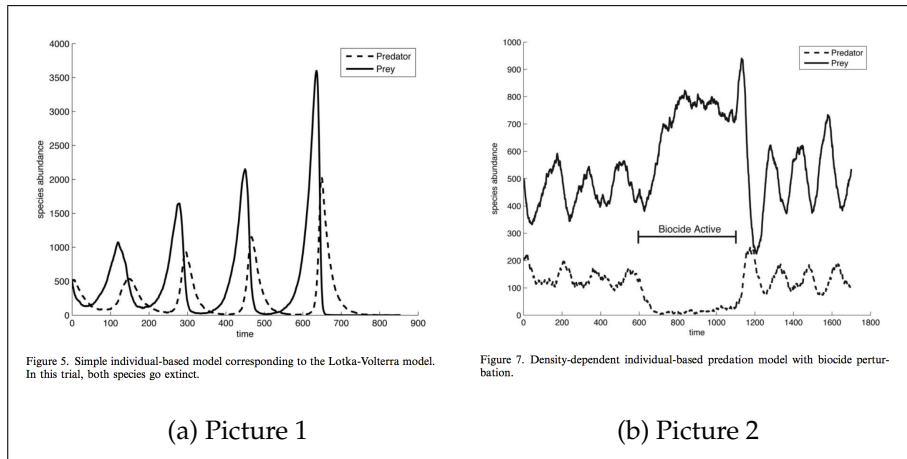 4000
3500
3000
2500
2000
1500
1000
500
0
species abundance
0 100 200 300 400 500 600 700 800 900
time
Predator
Prey
Figure 5. Simple individual-based model corresponding to the Lotka-Volterra model.
In this trial, both species go extinct.
(a) Picture 1
1000
900
800
700
600
500
400
300
200
100
0
species abundance
0 200 400 600 800 1000 1200 1400 1600 1800
time
Predator
Prey
Biocide Active
Figure 7. Density-dependent individual-based predation model with biocide pertur-
bation.
(b) Picture 2